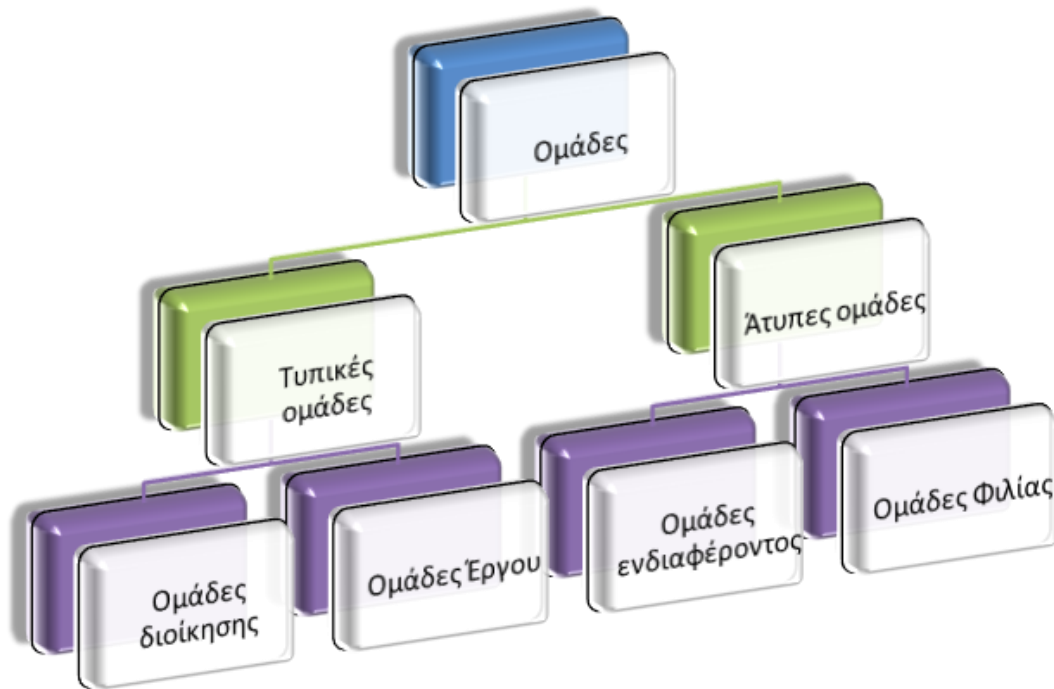 Ομάδες
Τυπικές
ομάδες
Άτυπες ομάδες
Ομάδες
διοίκησης
Ομάδες Έργου
Ομάδες
ενδιαφέροντος
Ομάδες Φιλίας